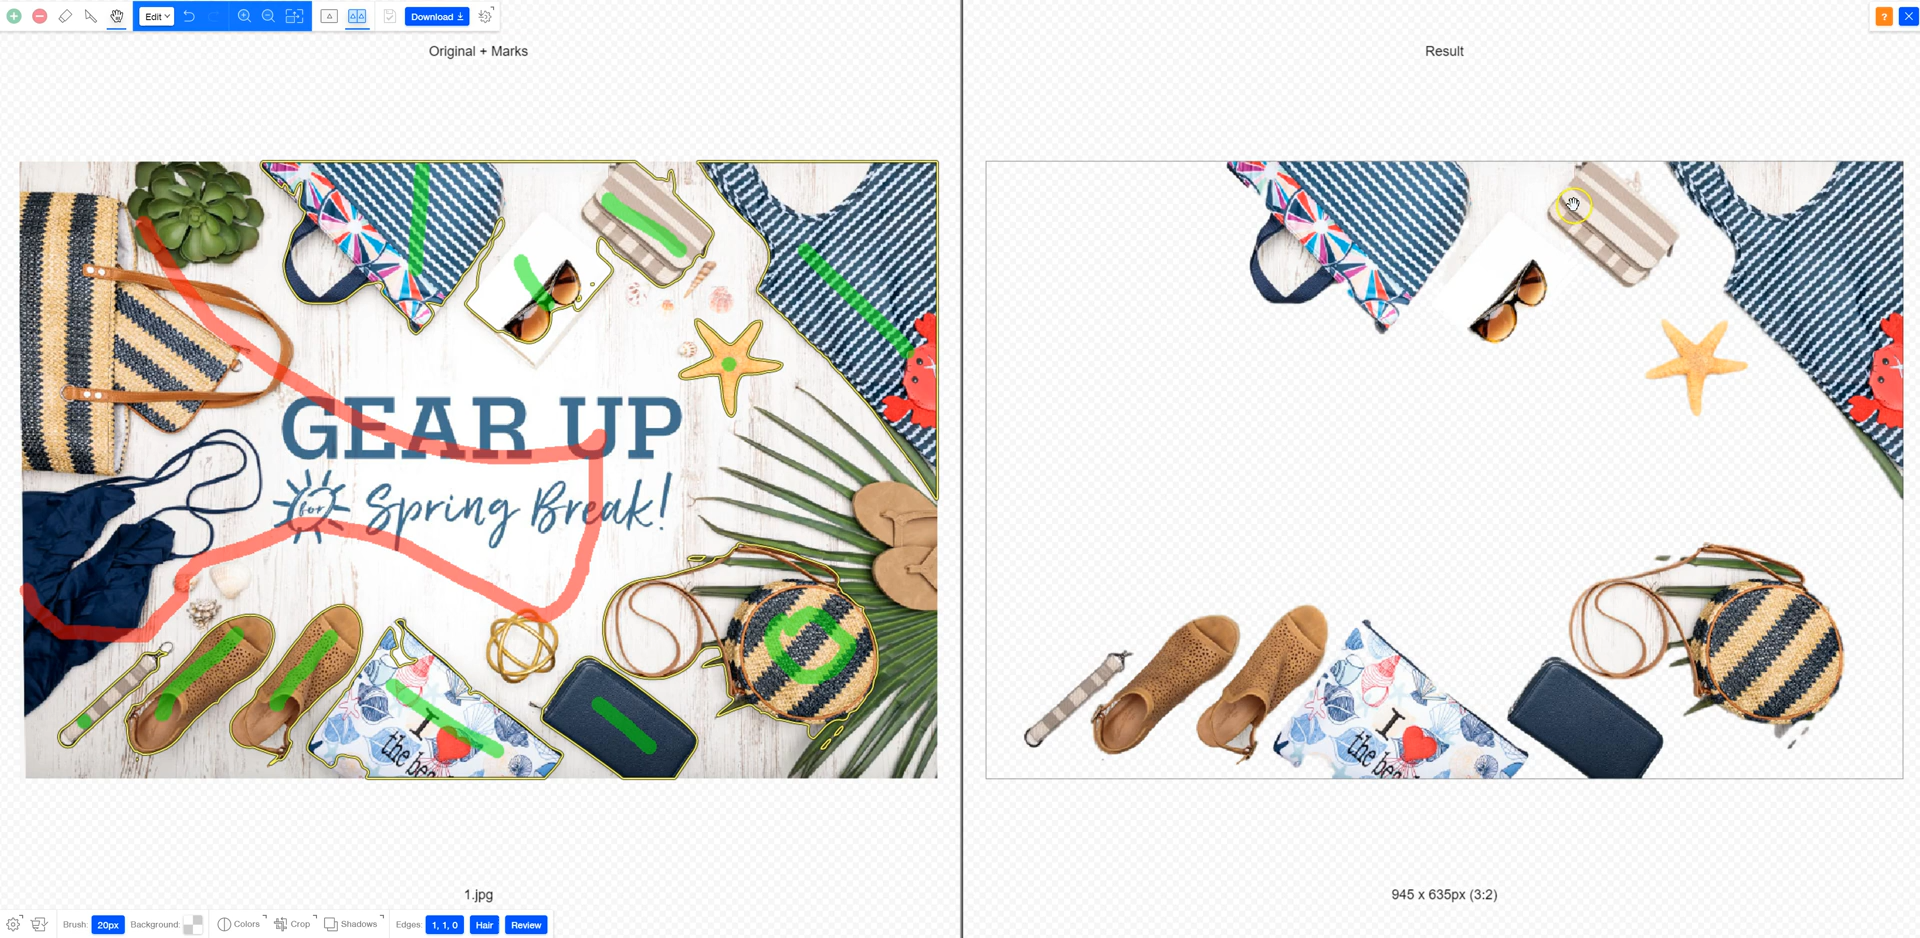 Edit
Download
?
Original + Marks
Result
GEAR UP
for Spring Break!
I
the bea
I
the bea
1.jpg
945 x 635px (3:2)
Brush: 20px Background: Colors Crop Shadows Edges: 1, 1, 0 Hair Review